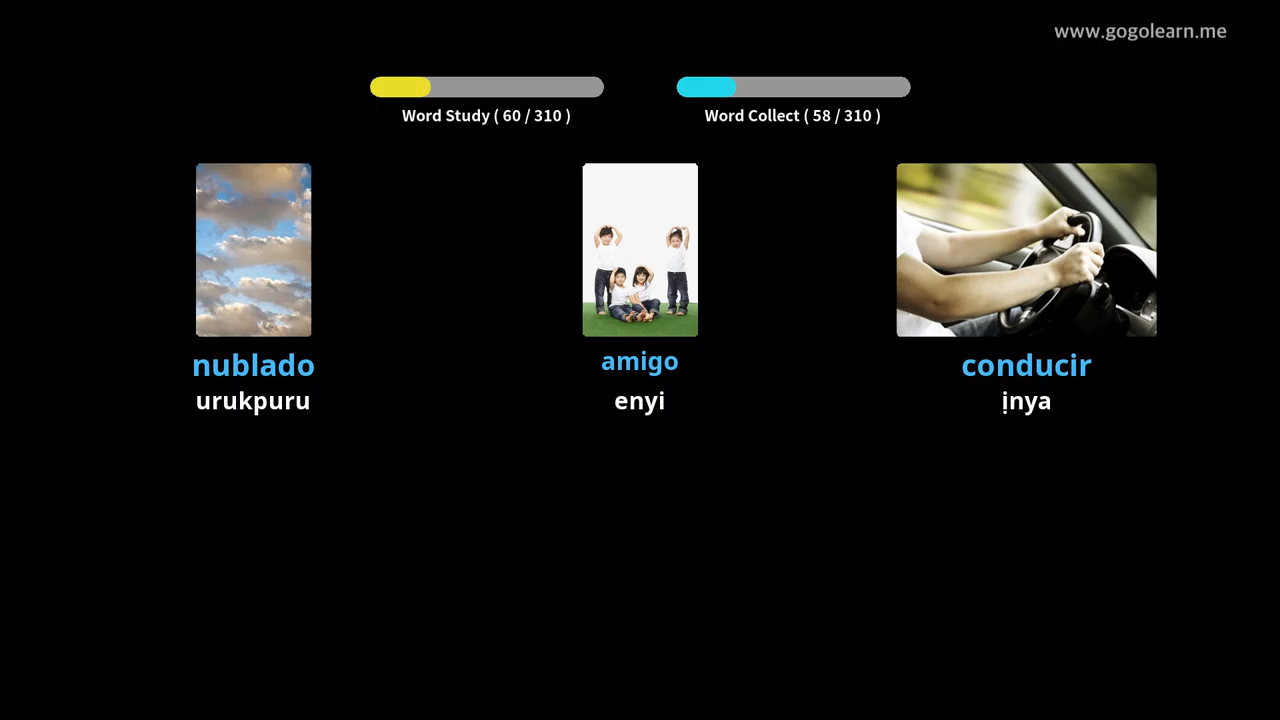 www.gogolearn.me
Word Study ( 60 / 310 )
Word Collect ( 58 / 310 )
nublado
urukpuru
amigo
enyi
conducir
ịnya